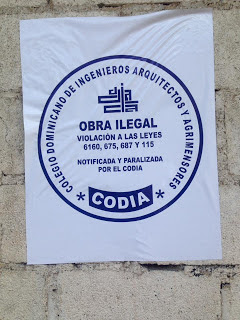 COLEGIO DOMINICANO DE INGENIEROS ARQUITECTOS Y AGRIMENSORES
OBRA ILEGAL
VIOLACIÓN A LAS LEYES
6160, 675, 687 Y 115
NOTIFICADA Y PARALIZADA
POR EL CODIA
* CODIA *